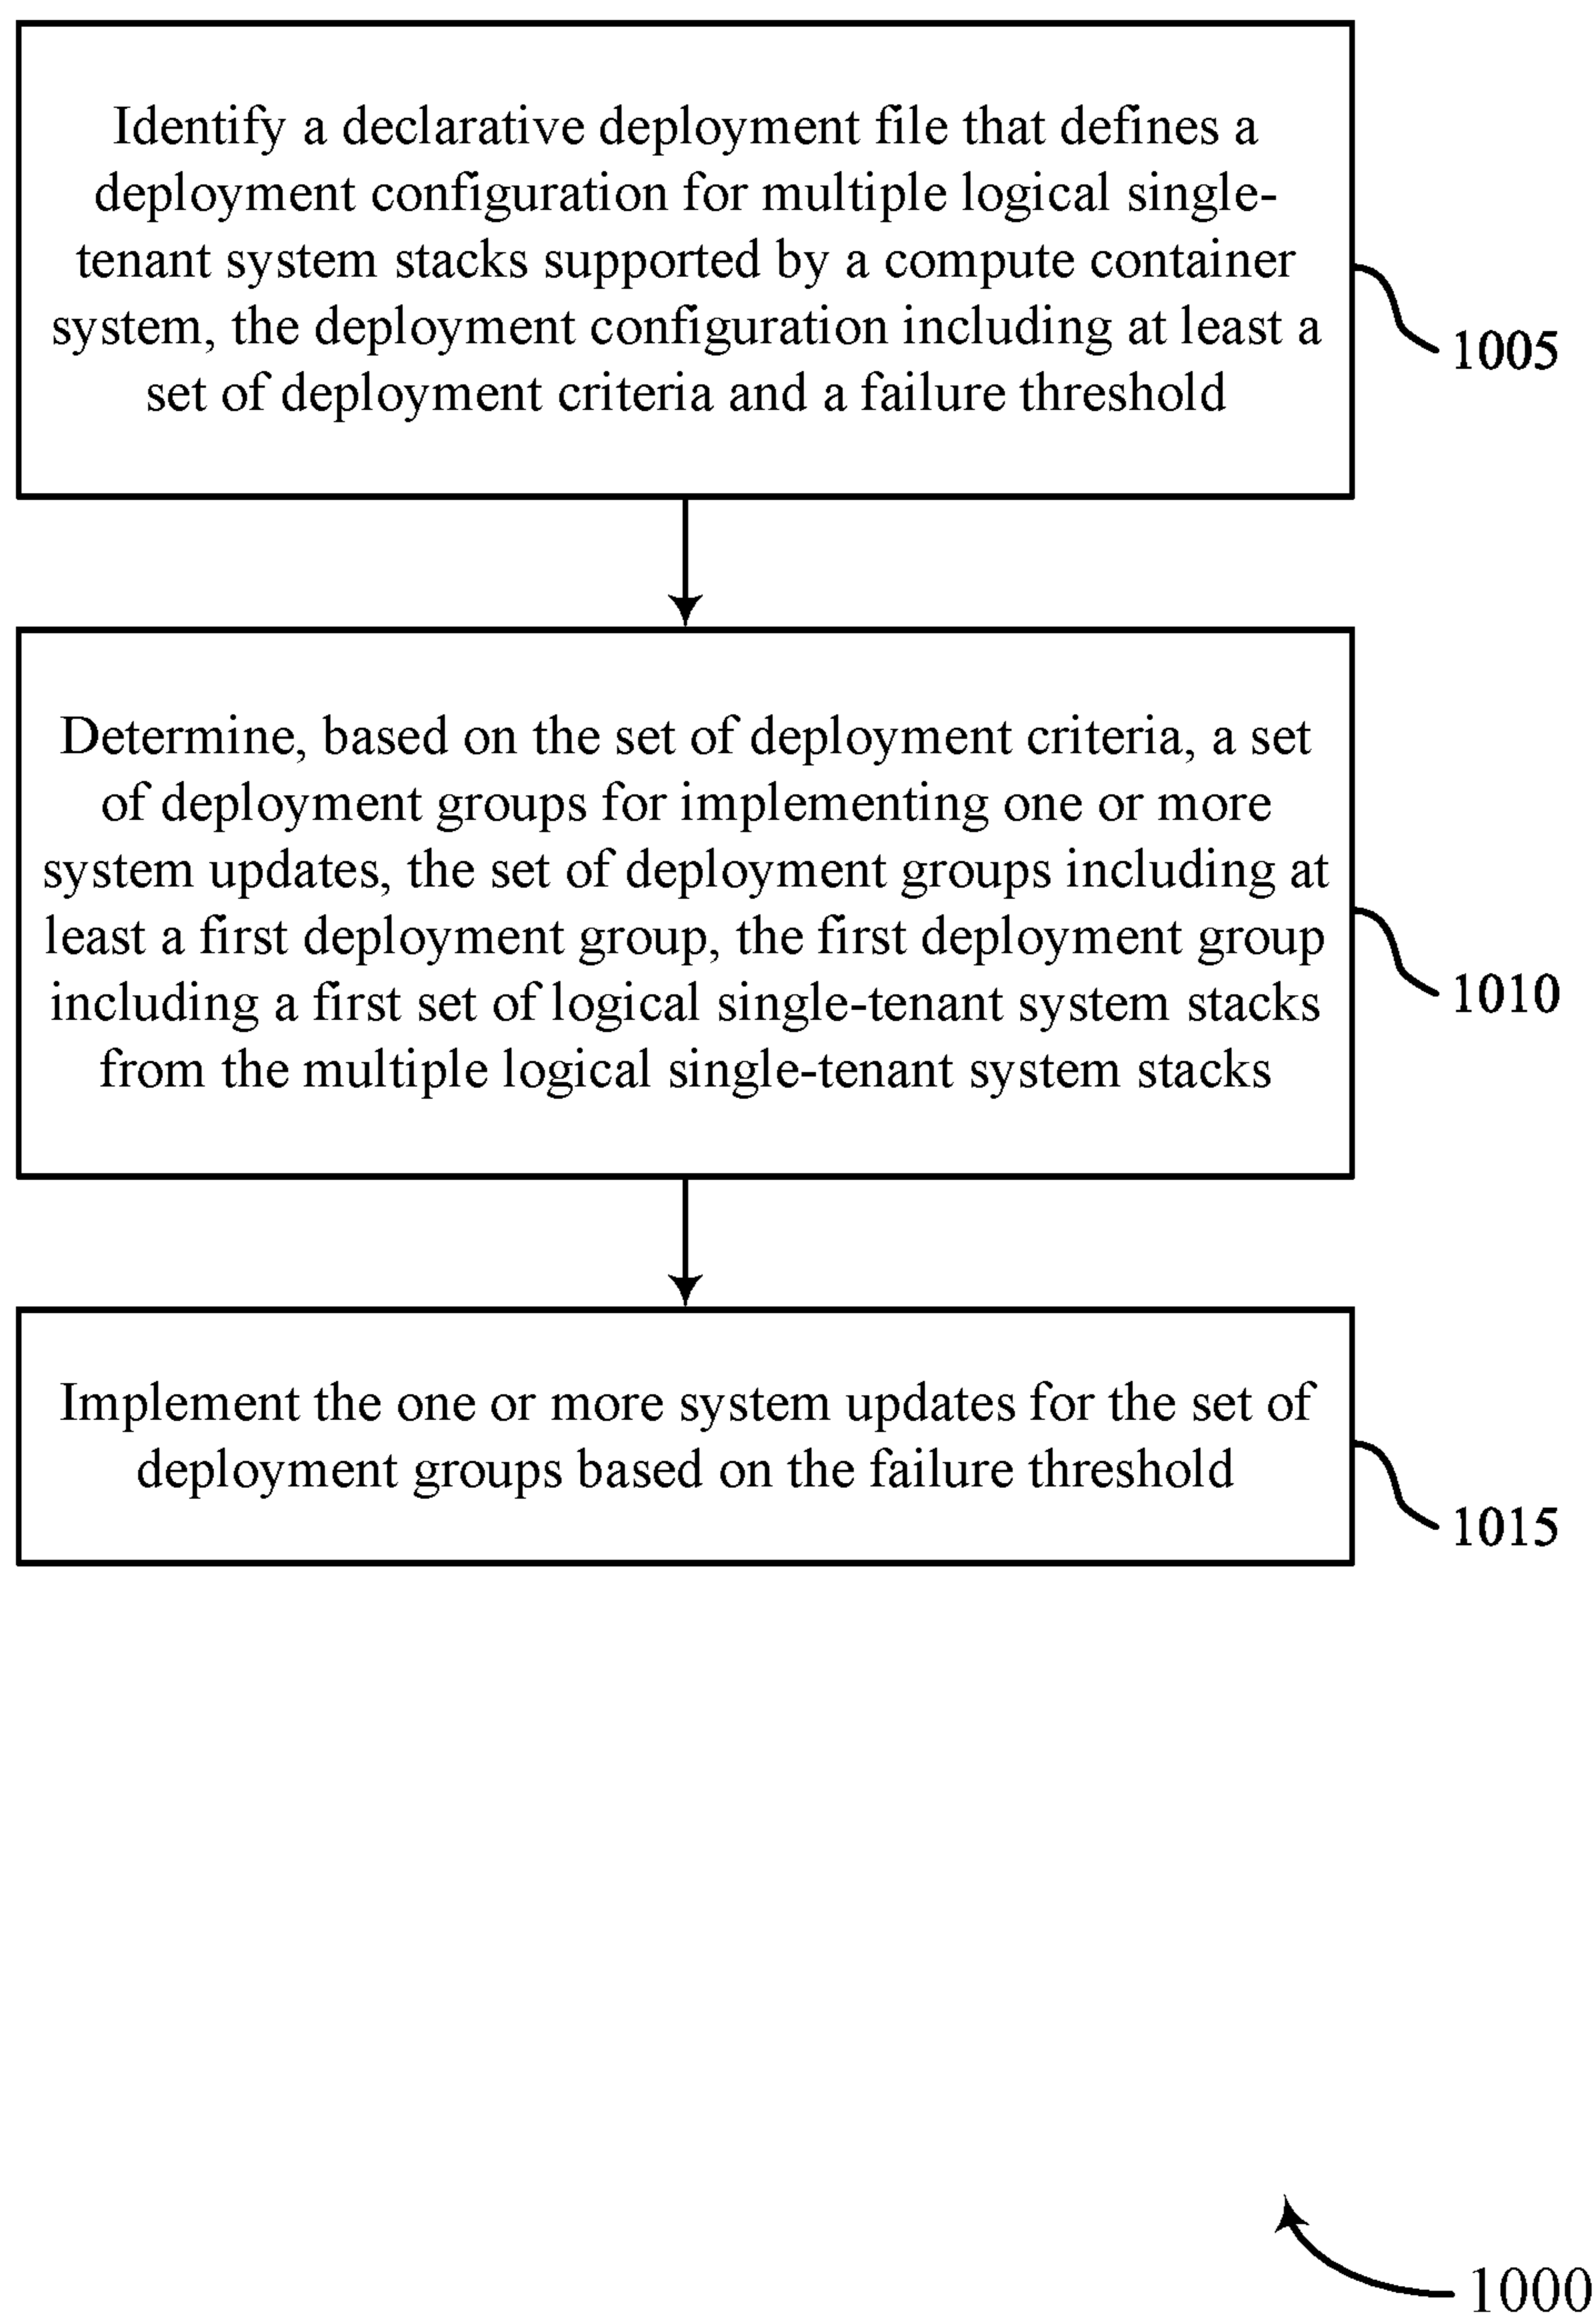 Identify a declarative deployment file that defines a
deployment configuration for multiple logical single-
tenant system stacks supported by a compute container
system, the deployment configuration including at least a
set of deployment criteria and a failure threshold
1005
Determine, based on the set of deployment criteria, a set
of deployment groups for implementing one or more
system updates, the set of deployment groups including at
least a first deployment group, the first deployment group
including a first set of logical single-tenant system stacks
from the multiple logical single-tenant system stacks
1010
Implement the one or more system updates for the set of
deployment groups based on the failure threshold
1015
1000